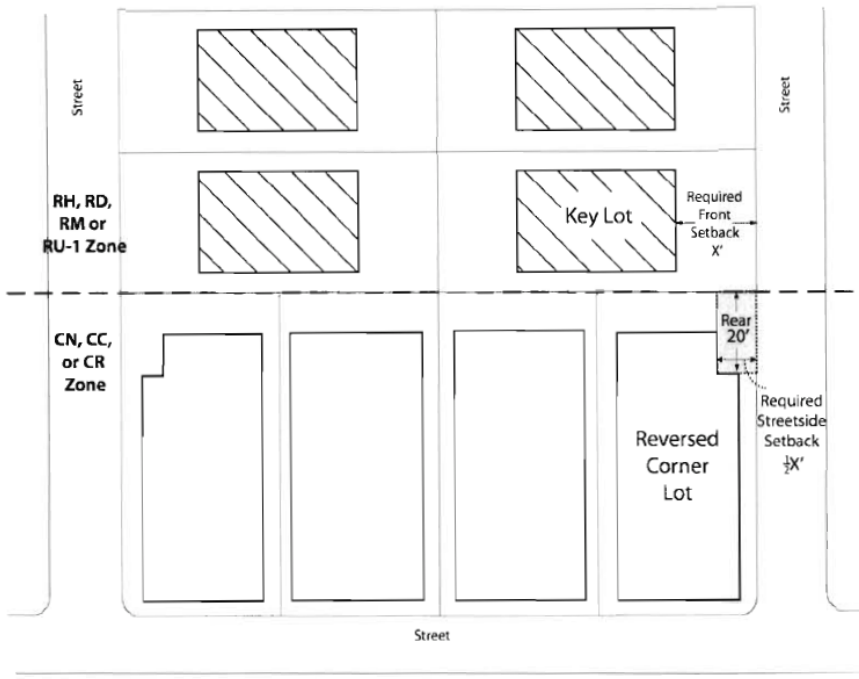 Street
Street
RH, RD,
RM or
RU-1 Zone
Key Lot
Required
Front
Setback
X'
CN, CC,
or CR
Zone
Rear
20'
Required
Streetside
Setback
½X'
Reversed
Corner
Lot
Street